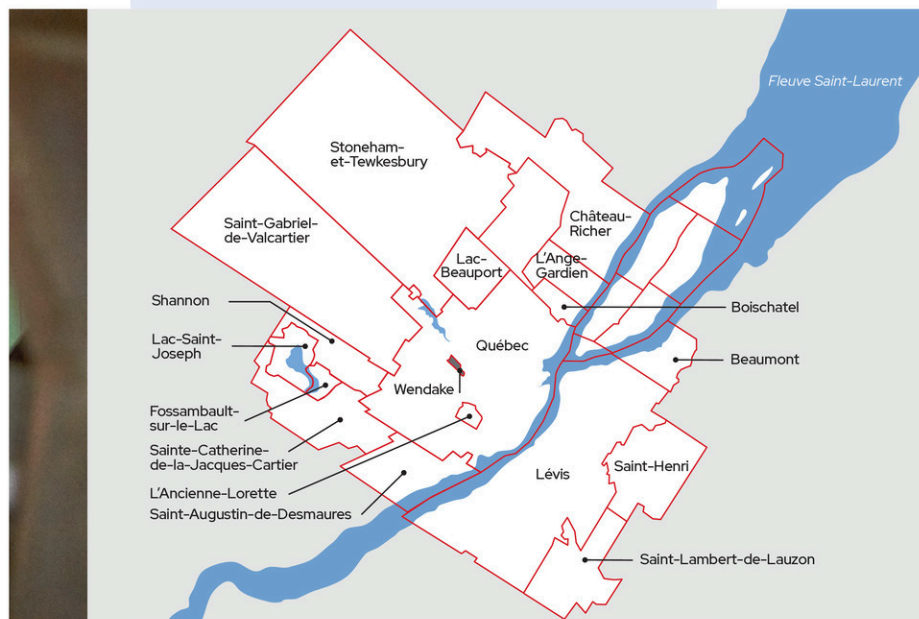 Fleuve Saint-Laurent
Stoneham-
et-Tewkesbury
Saint-Gabriel-
de-Valcartier
Château-
Richer
Lac-
Beauport
L'Ange-
Gardien
Shannon
Boischatel
Lac-Saint-
Joseph
Québec
Beaumont
Wendake
Fossambault-
sur-le-Lac
Sainte-Catherine-
de-la-Jacques-Cartier
Lévis
Saint-Henri
L'Ancienne-Lorette
Saint-Augustin-de-Desmaures
Saint-Lambert-de-Lauzon